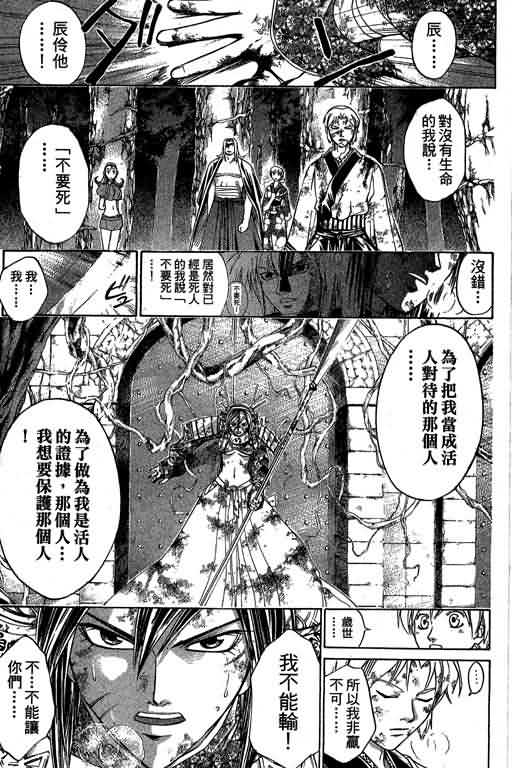 辰……
辰伶他
……！
對沒有生命
的我說…
「不要死」
……
沒錯…
不要死！
居然對已
經是死人
的我說「
不要死」
…！
我…
我……
為了把我當成活
人對待的那個人
為了做為我是活人
的證據，那個人…
我想要保護那個人
！
歲世
……
所以我非贏
不可……
我不能輸！
不…不能讓
你們……